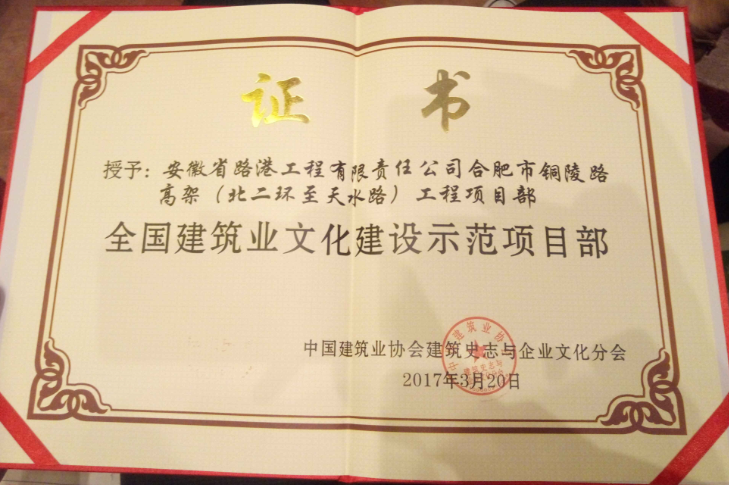 证 书
授予：安徽省路港工程有限责任公司合肥市铜陵路
高架（北二环至天水路）工程项目部
全国建筑业文化建设示范项目部
中国建筑业协会建筑史志与企业文化分会
2017年3月20日